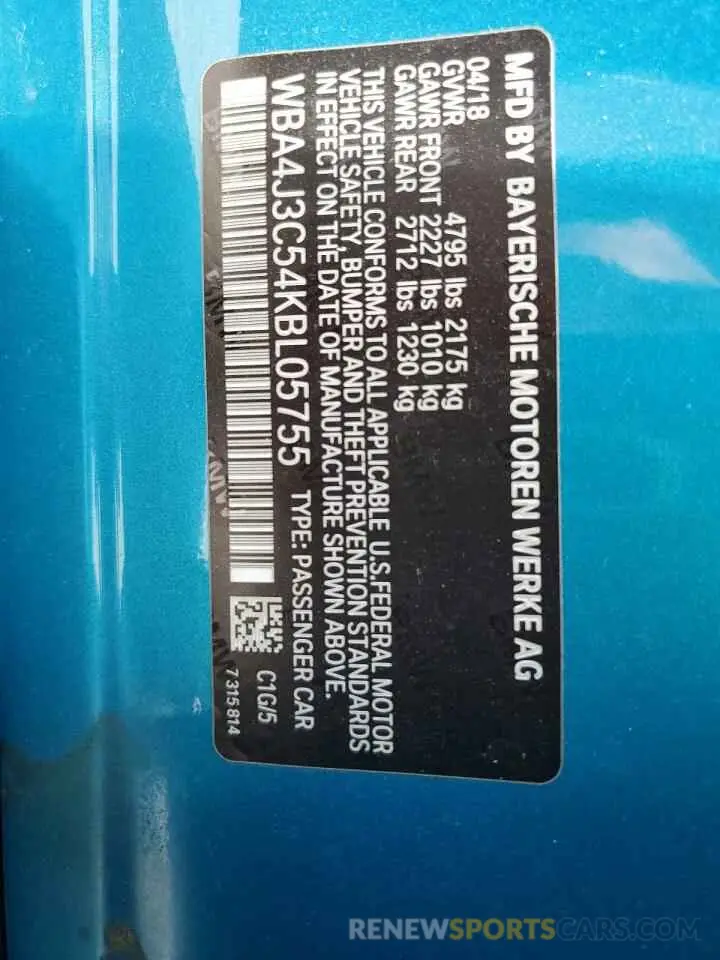 MFD BY BAYERISCHE MOTOREN WERKE AG
04/18
GVWR 4795 lbs 2175 kg
GAWR FRONT 2227 lbs 1010 kg
GAWR REAR 2712 lbs 1230 kg
THIS VEHICLE CONFORMS TO ALL APPLICABLE U.S.FEDERAL MOTOR
VEHICLE SAFETY, BUMPER AND THEFT PREVENTION STANDARDS
IN EFFECT ON THE DATE OF MANUFACTURE SHOWN ABOVE.
WBA4J3C54KBL05755 TYPE: PASSENGER CAR
C1G/5
7 315 814
RENEWSPORTSCARS.COM